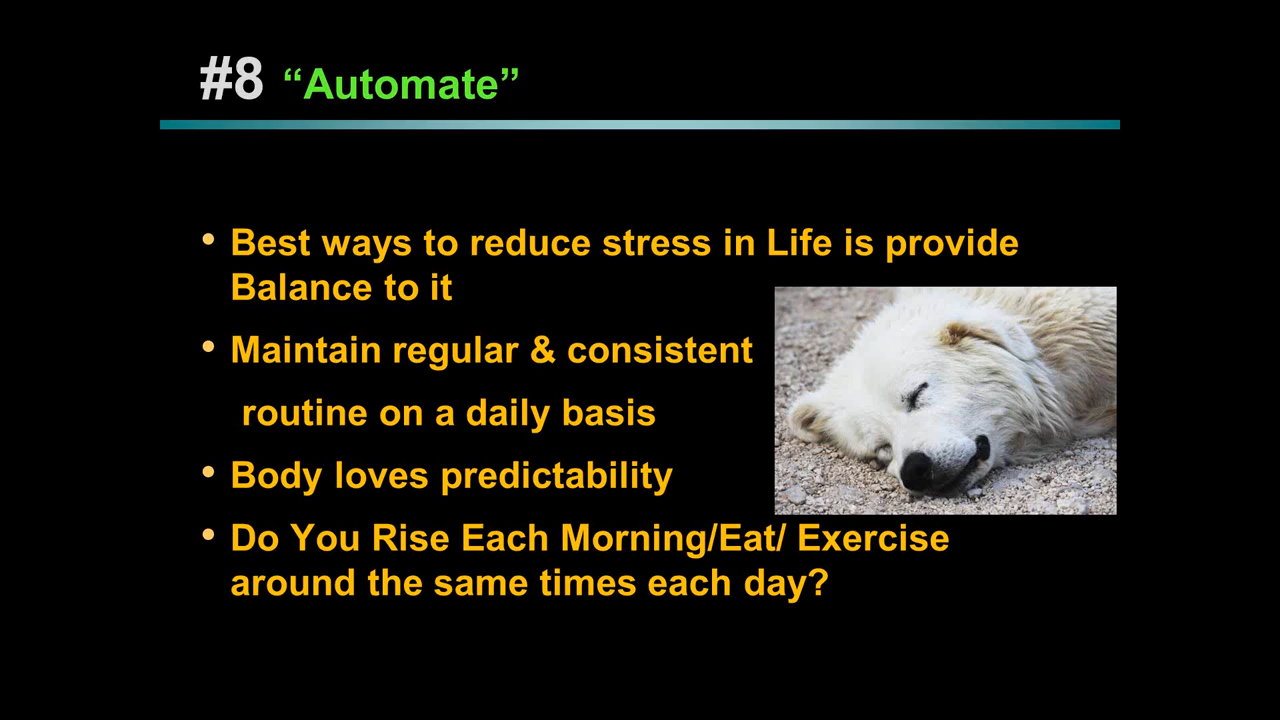 #8 “Automate”
• Best ways to reduce stress in Life is provide
Balance to it
• Maintain regular & consistent
routine on a daily basis
• Body loves predictability
• Do You Rise Each Morning/Eat/ Exercise
around the same times each day?